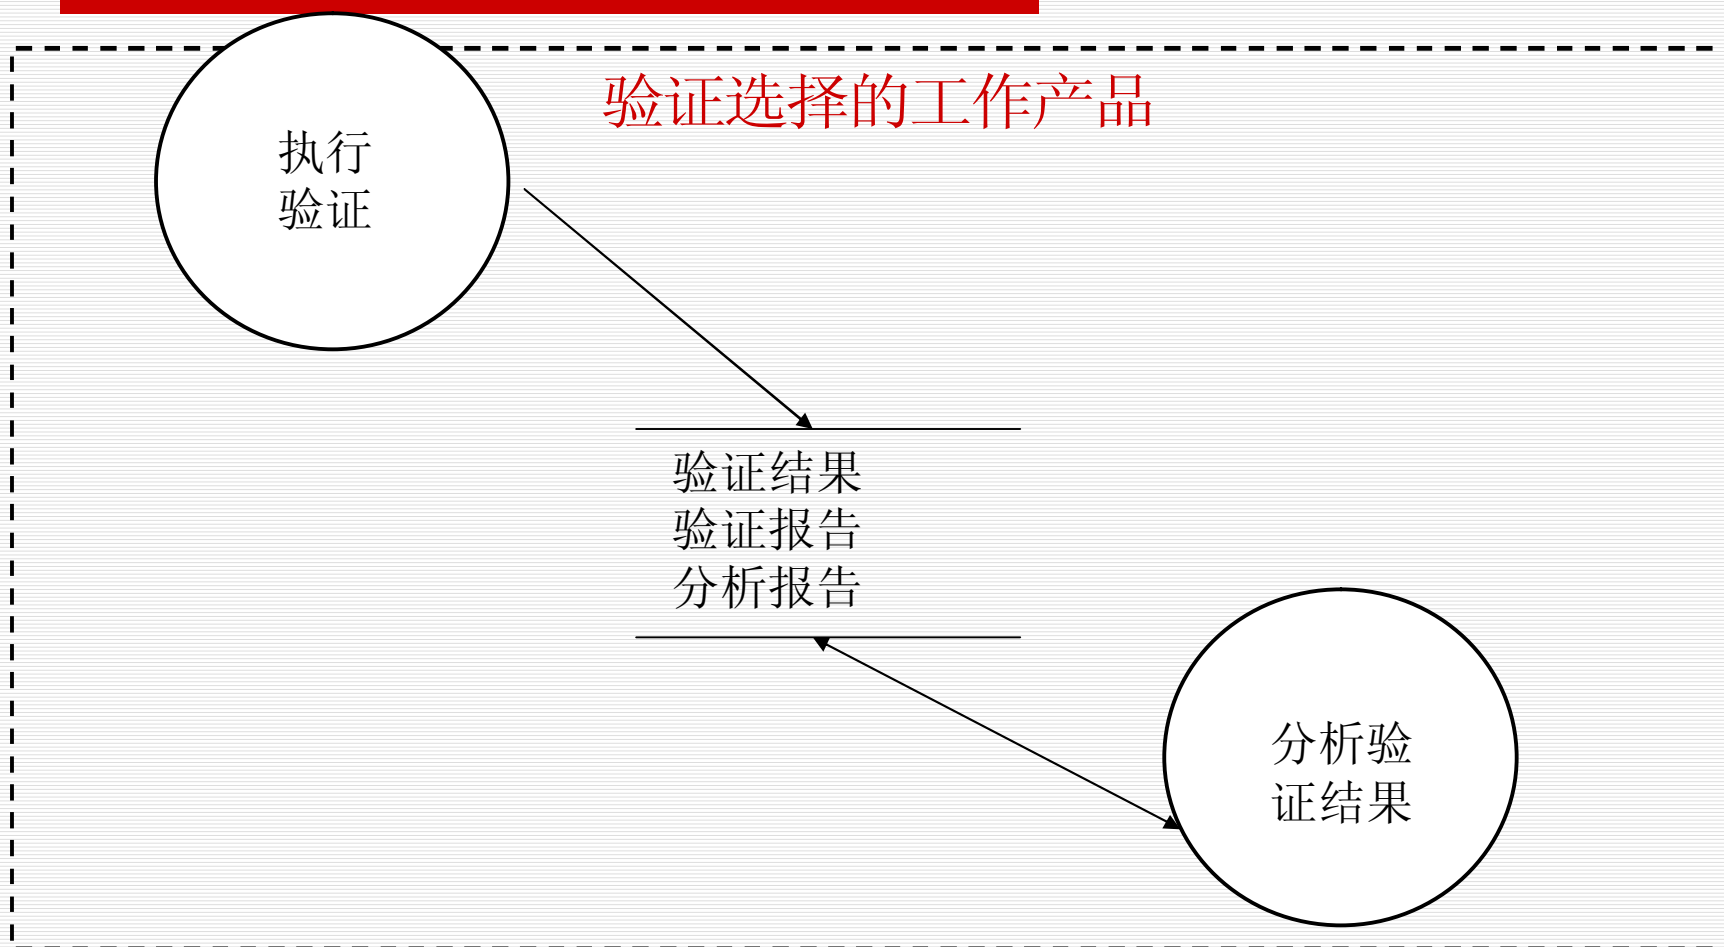 验证选择的工作产品
执行
验证
验证结果
验证报告
分析报告
分析验
证结果